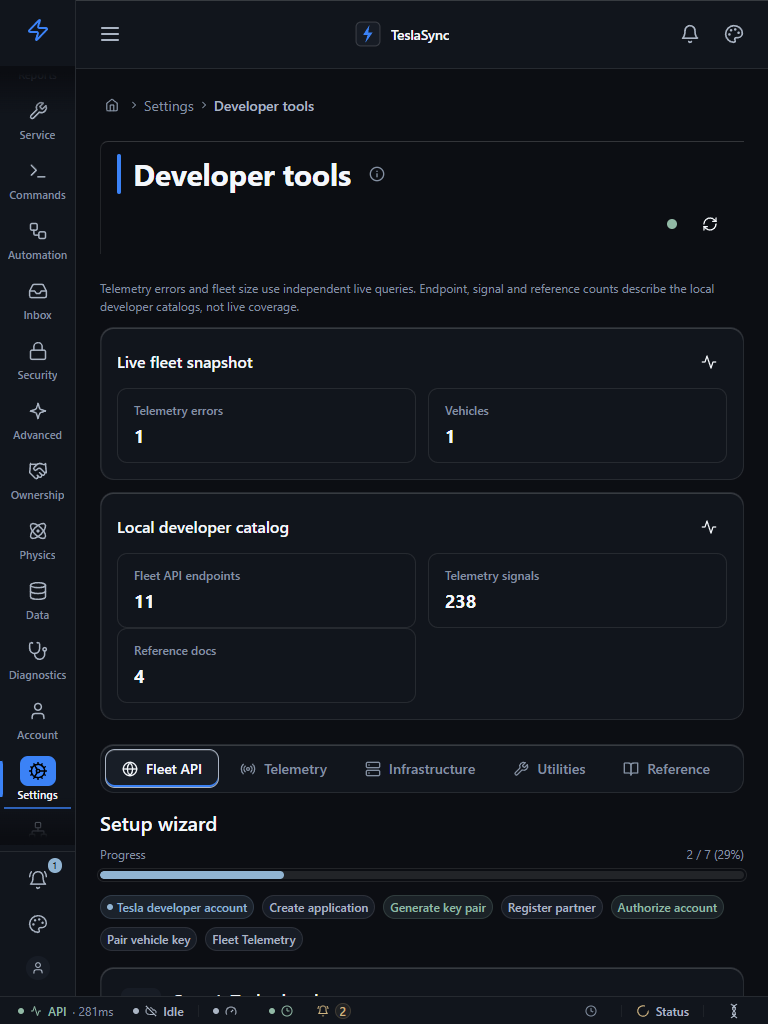 TeslaSync
Reports
Service
Commands
Automation
Inbox
Security
Advanced
Ownership
Physics
Data
Diagnostics
Account
Settings
1
Settings
Developer tools
Developer tools
Telemetry errors and fleet size use independent live queries. Endpoint, signal and reference counts describe the local
developer catalogs, not live coverage.
Live fleet snapshot
Telemetry errors
1
Vehicles
1
Local developer catalog
Fleet API endpoints
11
Telemetry signals
238
Reference docs
4
Fleet API
Telemetry
Infrastructure
Utilities
Reference
Setup wizard
Progress
2 / 7 (29%)
Tesla developer account
Create application
Generate key pair
Register partner
Authorize account
Pair vehicle key
Fleet Telemetry
API · 281ms
Idle
2
Status